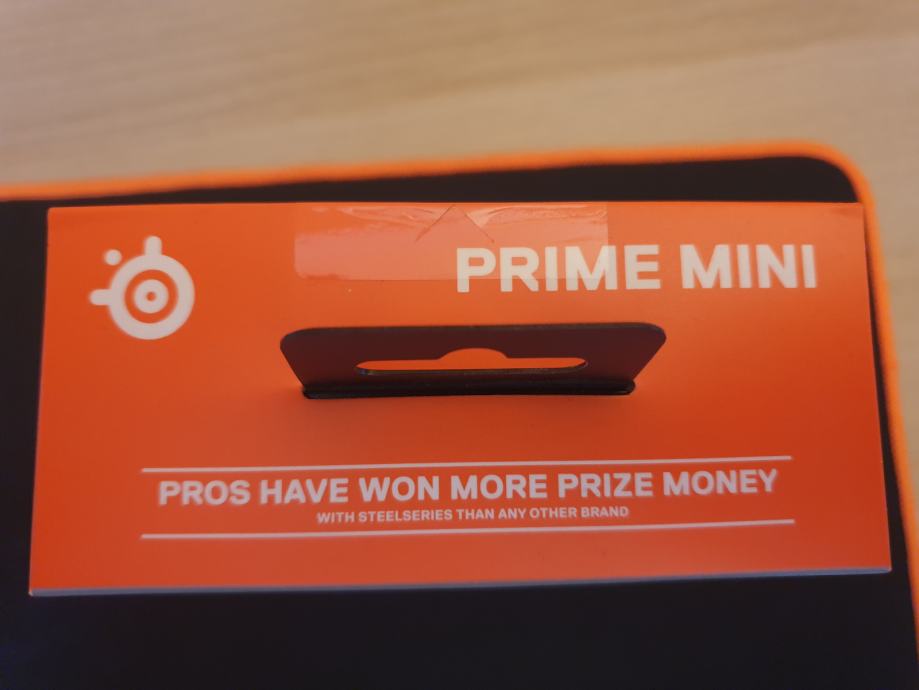 PRIME MINI
PROS HAVE WON MORE PRIZE MONEY
WITH STEELSERIES THAN ANY OTHER BRAND